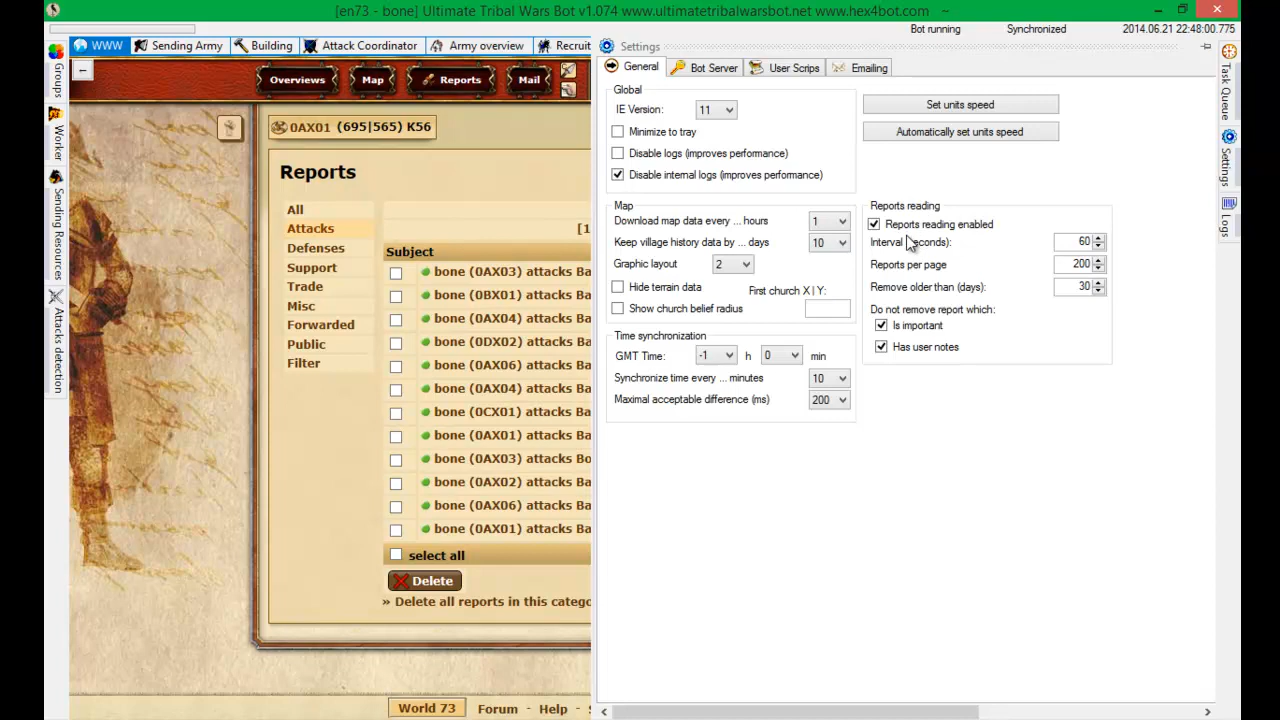 [en73 - bone] Ultimate Tribal Wars Bot v1.074 www.ultimatetribalwarsbot.net www.hex4bot.com ~
Bot running
Synchronized
2014.06.21 22:48:00.775
WWW
Sending Army
Building
Attack Coordinator
Army overview
Recruit
Settings
Groups
Worker
Sending Resources
Attacks detection
Overviews
Map
Reports
Mail
0AX01 (695|565) K56
Reports
All
Attacks
Defenses
Support
Trade
Misc
Forwarded
Public
Filter
[1
Subject
bone (0AX03) attacks Ba
bone (0BX01) attacks Ba
bone (0AX04) attacks Ba
bone (0DX02) attacks Ba
bone (0AX06) attacks Ba
bone (0AX04) attacks Ba
bone (0CX01) attacks Ba
bone (0AX01) attacks Ba
bone (0AX03) attacks Bo
bone (0AX02) attacks Ba
bone (0AX06) attacks Ba
bone (0AX01) attacks Ba
select all
Delete
» Delete all reports in this catego
World 73
Forum - Help -
General
Bot Server
User Scripts
Emailing
Global
IE Version: 11
Minimize to tray
Disable logs (improves performance)
Disable internal logs (improves performance)
Set units speed
Automatically set units speed
Map
Download map data every ... hours 1
Keep village history data by ... days 10
Graphic layout 2
Hide terrain data
First church X | Y:
Show church belief radius
Time synchronization
GMT Time: -1 h 0 min
Synchronize time every ... minutes 10
Maximal acceptable difference (ms) 200
Reports reading
Reports reading enabled
Interval econds): 60
Reports per page 200
Remove older than (days): 30
Do not remove report which:
Is important
Has user notes
Task Queue
Settings
Logs